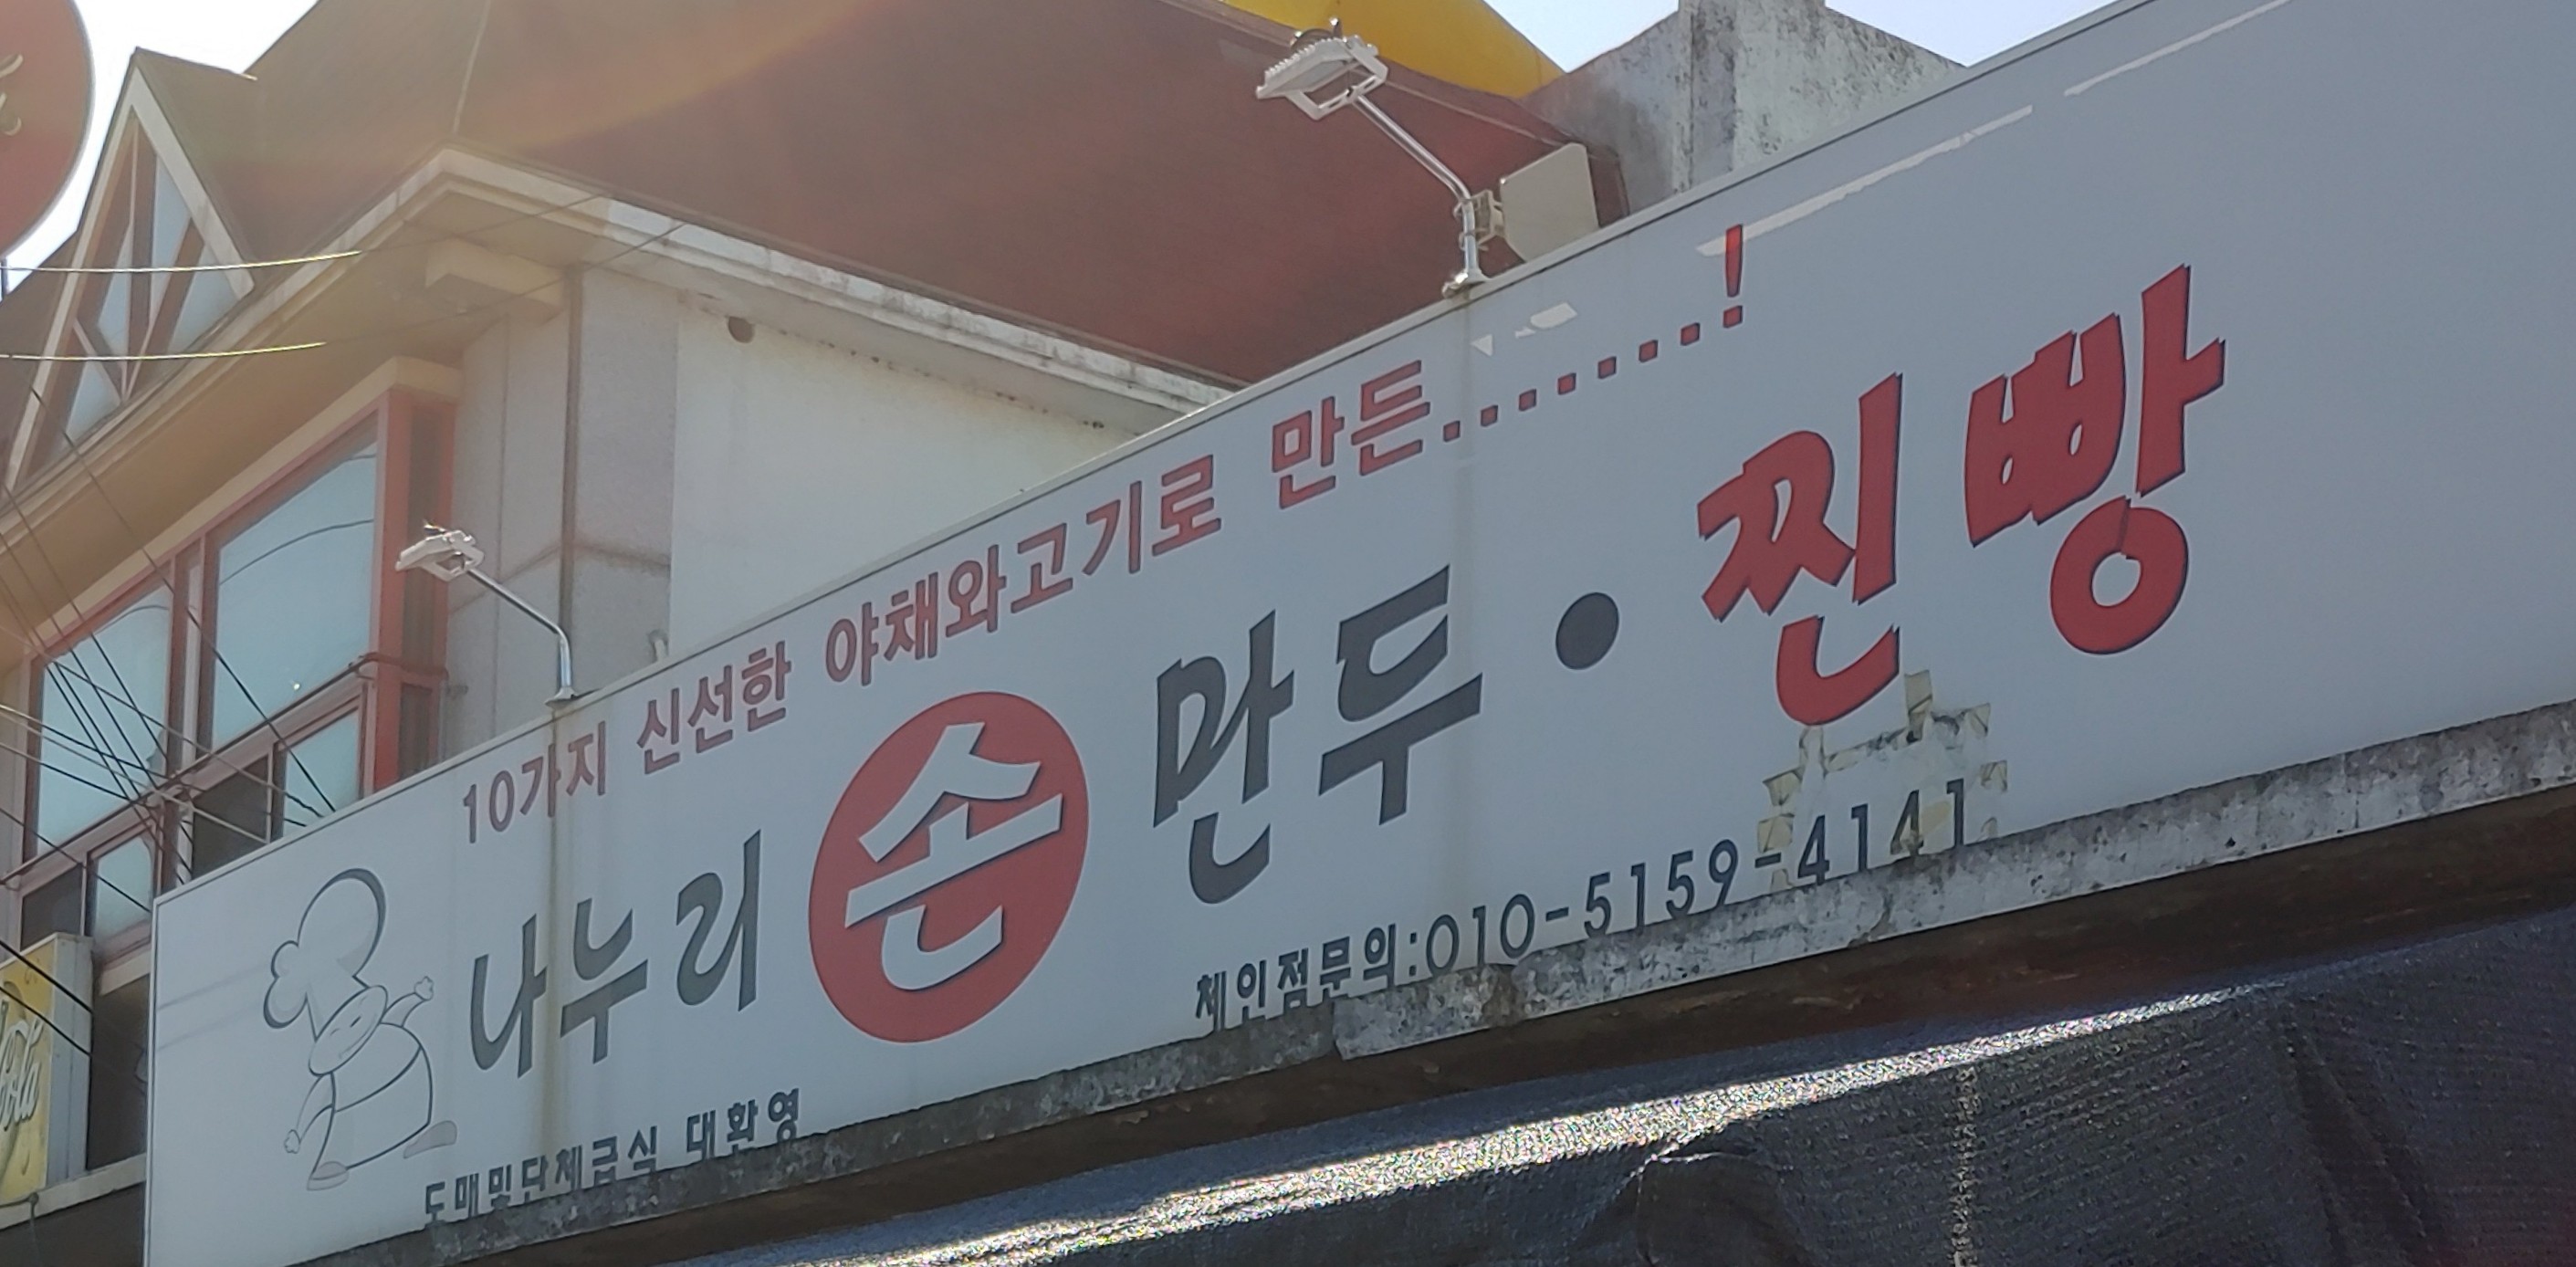 10가지 신선한 야채와고기로 만든.......!
나누리 손 만두 • 찐빵
체인점문의:010-5159-4141
도매및단체급식 대환영